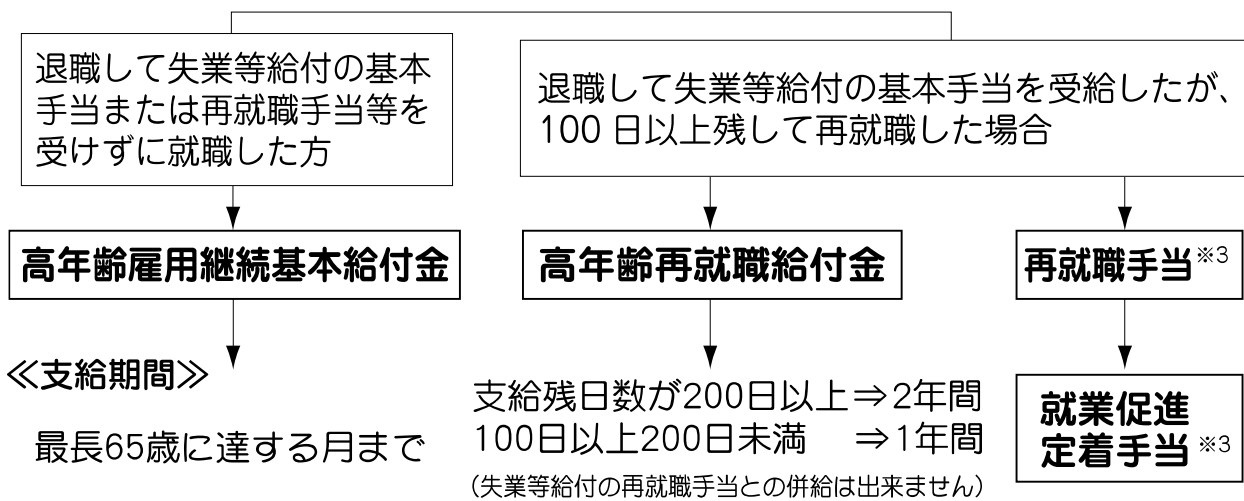 退職して失業等給付の基本
手当または再就職手当等を
受けずに就職した方
退職して失業等給付の基本手当を受給したが、
100日以上残して再就職した場合
高年齢雇用継続基本給付金
高年齢再就職給付金
再就職手当※3
≪支給期間≫
最長65歳に達する月まで
支給残日数が200日以上⇒2年間
100日以上200日未満 ⇒1年間
(失業等給付の再就職手当との併給は出来ません)
就業促進
定着手当※3